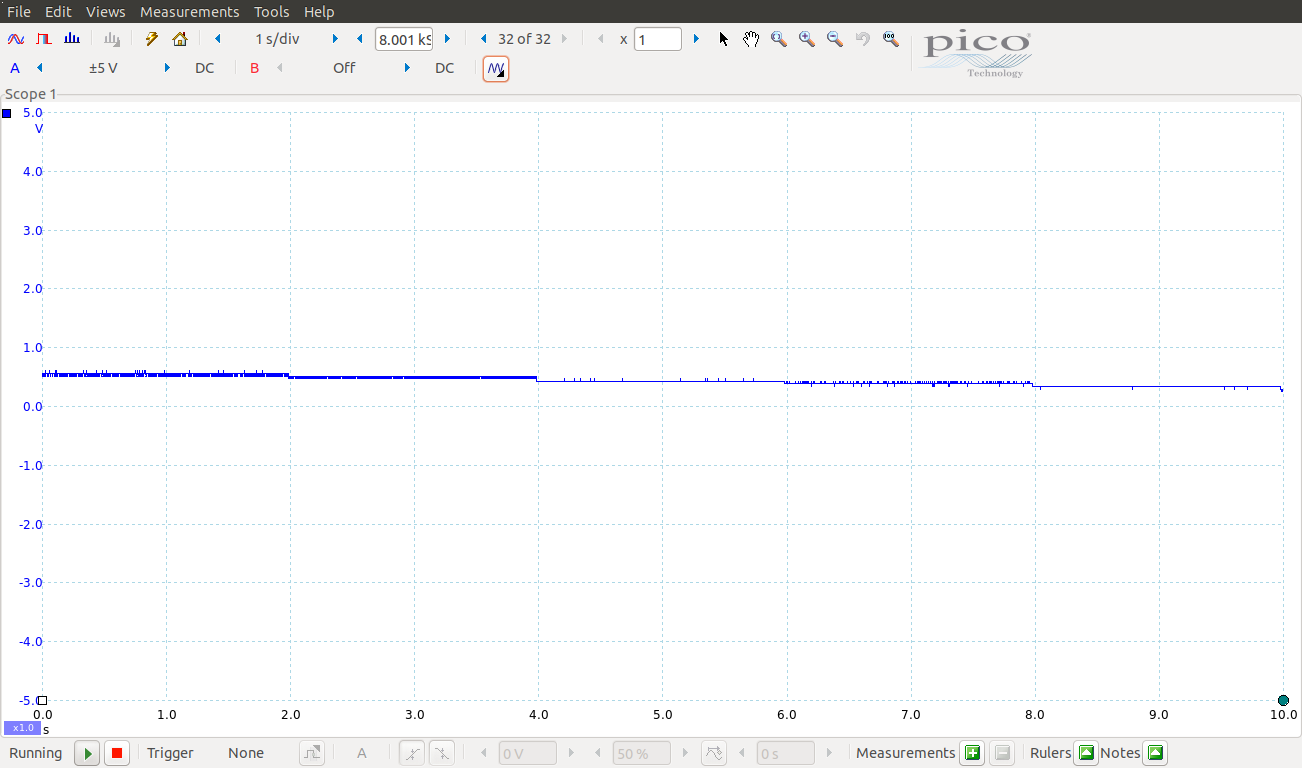 File Edit Views Measurements Tools Help
1 s/div 8.001 kS 32 of 32 x 1
pico
Technology
A ±5 V DC B Off DC
Scope 1
5.0
V
4.0
3.0
2.0
1.0
0.0
-1.0
-2.0
-3.0
-4.0
-5.0
0.0 1.0 2.0 3.0 4.0 5.0 6.0 7.0 8.0 9.0 10.0
x1.0 s
Running Trigger None A 0 V 50 % 0 s Measurements Rulers Notes